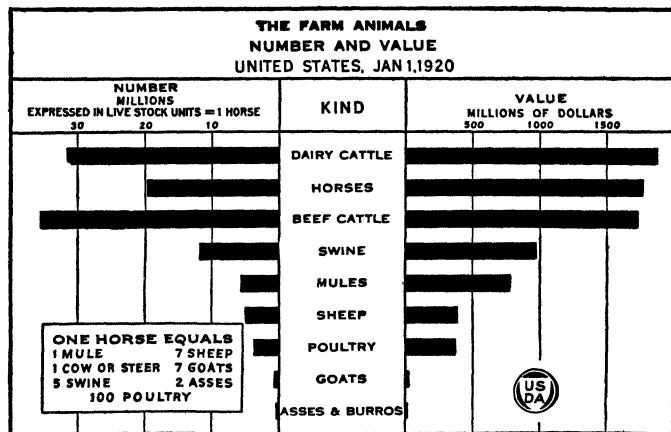 THE FARM ANIMALS
NUMBER AND VALUE
UNITED STATES, JAN 1,1920
NUMBER
MILLIONS
EXPRESSED IN LIVE STOCK UNITS = 1 HORSE
30 20 10
KIND
VALUE
MILLIONS OF DOLLARS
500 1000 1500
DAIRY CATTLE
HORSES
BEEF CATTLE
SWINE
MULES
SHEEP
POULTRY
GOATS
ASSES & BURROS
ONE HORSE EQUALS
1 MULE 7 SHEEP
1 COW OR STEER 7 GOATS
5 SWINE 2 ASSES
100 POULTRY
US
DA